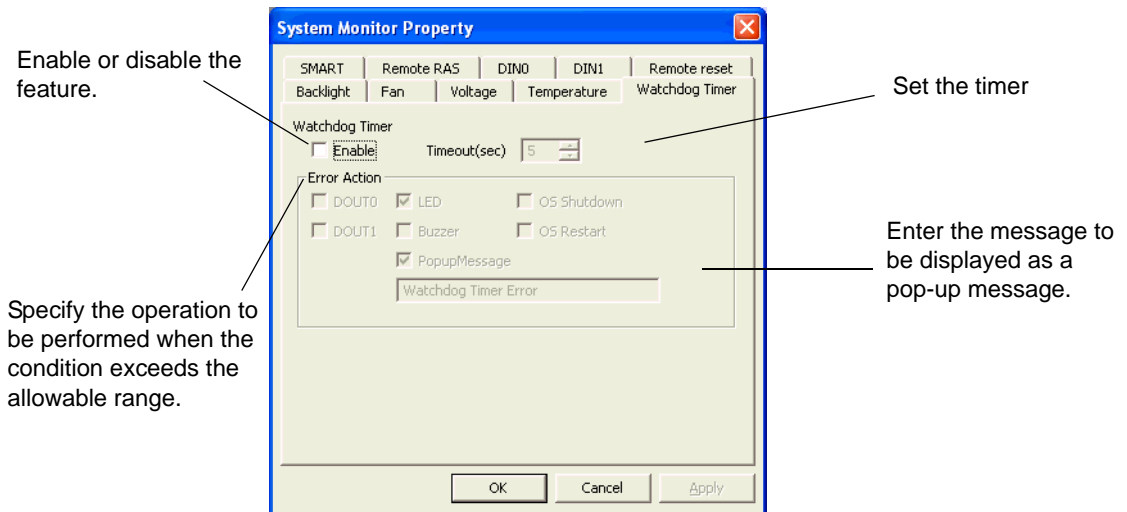 System Monitor Property
Enable or disable the
feature.
SMART
Remote RAS
DIN0
DIN1
Remote reset
Backlight
Fan
Voltage
Temperature
Watchdog Timer
Set the timer
Watchdog Timer
Enable
Timeout(sec)
5
Error Action
DOUT0
LED
OS Shutdown
DOUT1
Buzzer
OS Restart
PopupMessage
Watchdog Timer Error
Enter the message to
be displayed as a
pop-up message.
Specify the operation to
be performed when the
condition exceeds the
allowable range.
OK
Cancel
Apply